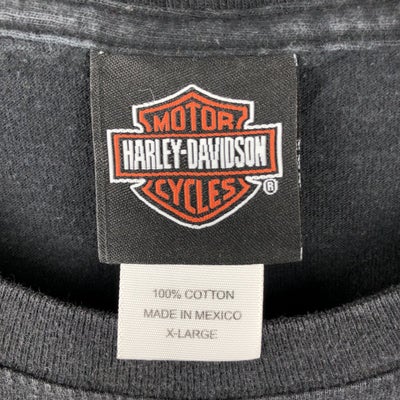 MOTOR
HARLEY-DAVIDSON
CYCLES
®
100% COTTON
MADE IN MEXICO
X-LARGE